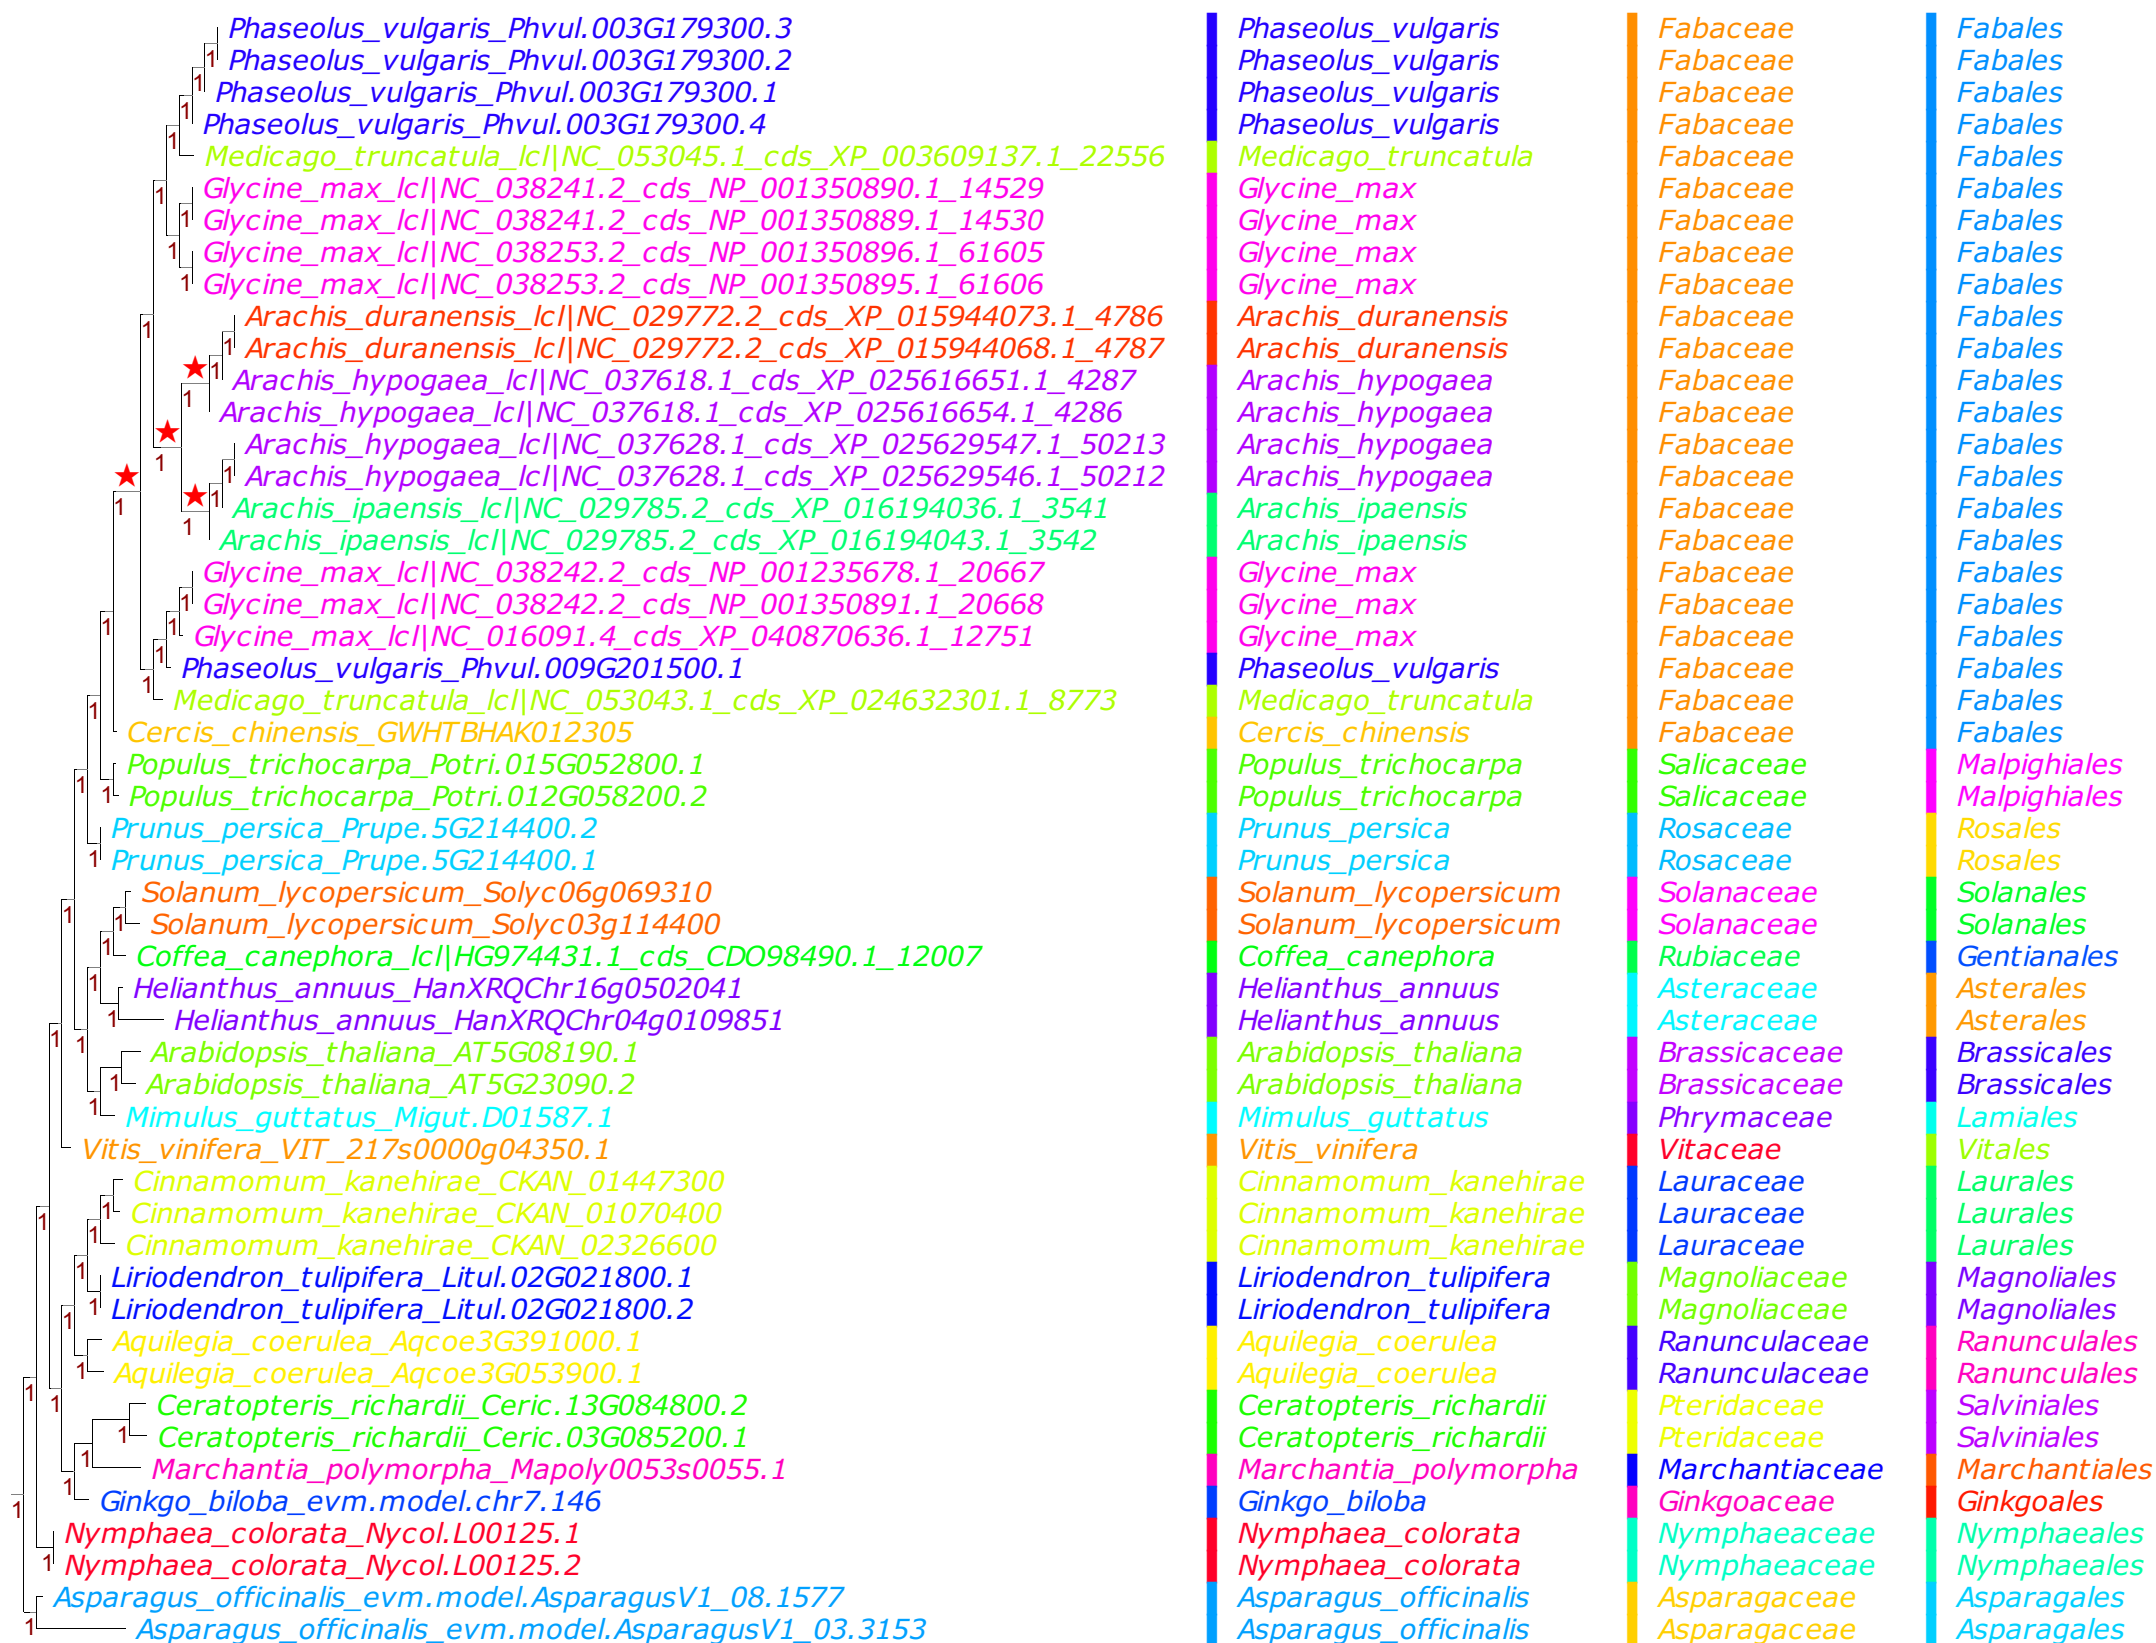 Phaseolus_vulgaris_Phvul.003G179300.3 Phaseolus_vulgaris Fabaceae Fabales
Phaseolus_vulgaris_Phvul.003G179300.2 Phaseolus_vulgaris Fabaceae Fabales
Phaseolus_vulgaris_Phvul.003G179300.1 Phaseolus_vulgaris Fabaceae Fabales
Phaseolus_vulgaris_Phvul.003G179300.4 Phaseolus_vulgaris Fabaceae Fabales
Medicago_truncatula_lcl|NC_053045.1_cds_XP_003609137.1_22556 Medicago_truncatula Fabaceae Fabales
Glycine_max_lcl|NC_038241.2_cds_NP_001350890.1_14529 Glycine_max Fabaceae Fabales
Glycine_max_lcl|NC_038241.2_cds_NP_001350889.1_14530 Glycine_max Fabaceae Fabales
Glycine_max_lcl|NC_038253.2_cds_NP_001350896.1_61605 Glycine_max Fabaceae Fabales
Glycine_max_lcl|NC_038253.2_cds_NP_001350895.1_61606 Glycine_max Fabaceae Fabales
Arachis_duranensis_lcl|NC_029772.2_cds_XP_015944073.1_4786 Arachis_duranensis Fabaceae Fabales
Arachis_duranensis_lcl|NC_029772.2_cds_XP_015944068.1_4787 Arachis_duranensis Fabaceae Fabales
Arachis_hypogaea_lcl|NC_037618.1_cds_XP_025616651.1_4287 Arachis_hypogaea Fabaceae Fabales
Arachis_hypogaea_lcl|NC_037618.1_cds_XP_025616654.1_4286 Arachis_hypogaea Fabaceae Fabales
Arachis_hypogaea_lcl|NC_037628.1_cds_XP_025629547.1_50213 Arachis_hypogaea Fabaceae Fabales
Arachis_hypogaea_lcl|NC_037628.1_cds_XP_025629546.1_50212 Arachis_hypogaea Fabaceae Fabales
Arachis_ipaensis_lcl|NC_029785.2_cds_XP_016194036.1_3541 Arachis_ipaensis Fabaceae Fabales
Arachis_ipaensis_lcl|NC_029785.2_cds_XP_016194043.1_3542 Arachis_ipaensis Fabaceae Fabales
Glycine_max_lcl|NC_038242.2_cds_NP_001235678.1_20667 Glycine_max Fabaceae Fabales
Glycine_max_lcl|NC_038242.2_cds_NP_001350891.1_20668 Glycine_max Fabaceae Fabales
Glycine_max_lcl|NC_016091.4_cds_XP_040870636.1_12751 Glycine_max Fabaceae Fabales
Phaseolus_vulgaris_Phvul.009G201500.1 Phaseolus_vulgaris Fabaceae Fabales
Medicago_truncatula_lcl|NC_053043.1_cds_XP_024632301.1_8773 Medicago_truncatula Fabaceae Fabales
Cercis_chinensis_GWHTBHAK012305 Cercis_chinensis Fabaceae Fabales
Populus_trichocarpa_Potri.015G052800.1 Populus_trichocarpa Salicaceae Malpighiales
Populus_trichocarpa_Potri.012G058200.2 Populus_trichocarpa Salicaceae Malpighiales
Prunus_persica_Prupe.5G214400.2 Prunus_persica Rosaceae Rosales
Prunus_persica_Prupe.5G214400.1 Prunus_persica Rosaceae Rosales
Solanum_lycopersicum_Solyc06g069310 Solanum_lycopersicum Solanaceae Solanales
Solanum_lycopersicum_Solyc03g114400 Solanum_lycopersicum Solanaceae Solanales
Coffea_canephora_lcl|HG974431.1_cds_CDO98490.1_12007 Coffea_canephora Rubiaceae Gentianales
Helianthus_annuus_HanXRQChr16g0502041 Helianthus_annuus Asteraceae Asterales
Helianthus_annuus_HanXRQChr04g0109851 Helianthus_annuus Asteraceae Asterales
Arabidopsis_thaliana_AT5G08190.1 Arabidopsis_thaliana Brassicaceae Brassicales
Arabidopsis_thaliana_AT5G23090.2 Arabidopsis_thaliana Brassicaceae Brassicales
Mimulus_guttatus_Migut.D01587.1 Mimulus_guttatus Phrymaceae Lamiales
Vitis_vinifera_VIT_217s0000g04350.1 Vitis_vinifera Vitaceae Vitales
Cinnamomum_kanehirae_CKAN_01447300 Cinnamomum_kanehirae Lauraceae Laurales
Cinnamomum_kanehirae_CKAN_01070400 Cinnamomum_kanehirae Lauraceae Laurales
Cinnamomum_kanehirae_CKAN_02326600 Cinnamomum_kanehirae Lauraceae Laurales
Liriodendron_tulipifera_Litul.02G021800.1 Liriodendron_tulipifera Magnoliaceae Magnoliales
Liriodendron_tulipifera_Litul.02G021800.2 Liriodendron_tulipifera Magnoliaceae Magnoliales
Aquilegia_coerulea_Aqcoe3G391000.1 Aquilegia_coerulea Ranunculaceae Ranunculales
Aquilegia_coerulea_Aqcoe3G053900.1 Aquilegia_coerulea Ranunculaceae Ranunculales
Ceratopteris_richardii_Ceric.13G084800.2 Ceratopteris_richardii Pteridaceae Salviniales
Ceratopteris_richardii_Ceric.03G085200.1 Ceratopteris_richardii Pteridaceae Salviniales
Marchantia_polymorpha_Mapoly0053s0055.1 Marchantia_polymorpha Marchantiaceae Marchantiales
Ginkgo_biloba_evm.model.chr7.146 Ginkgo_biloba Ginkgoaceae Ginkgoales
Nymphaea_colorata_Nycol.L00125.1 Nymphaea_colorata Nymphaeaceae Nymphaeales
Nymphaea_colorata_Nycol.L00125.2 Nymphaea_colorata Nymphaeaceae Nymphaeales
Asparagus_officinalis_evm.model.AsparagusV1_08.1577 Asparagus_officinalis Asparagaceae Asparagales
Asparagus_officinalis_evm.model.AsparagusV1_03.3153 Asparagus_officinalis Asparagaceae Asparagales